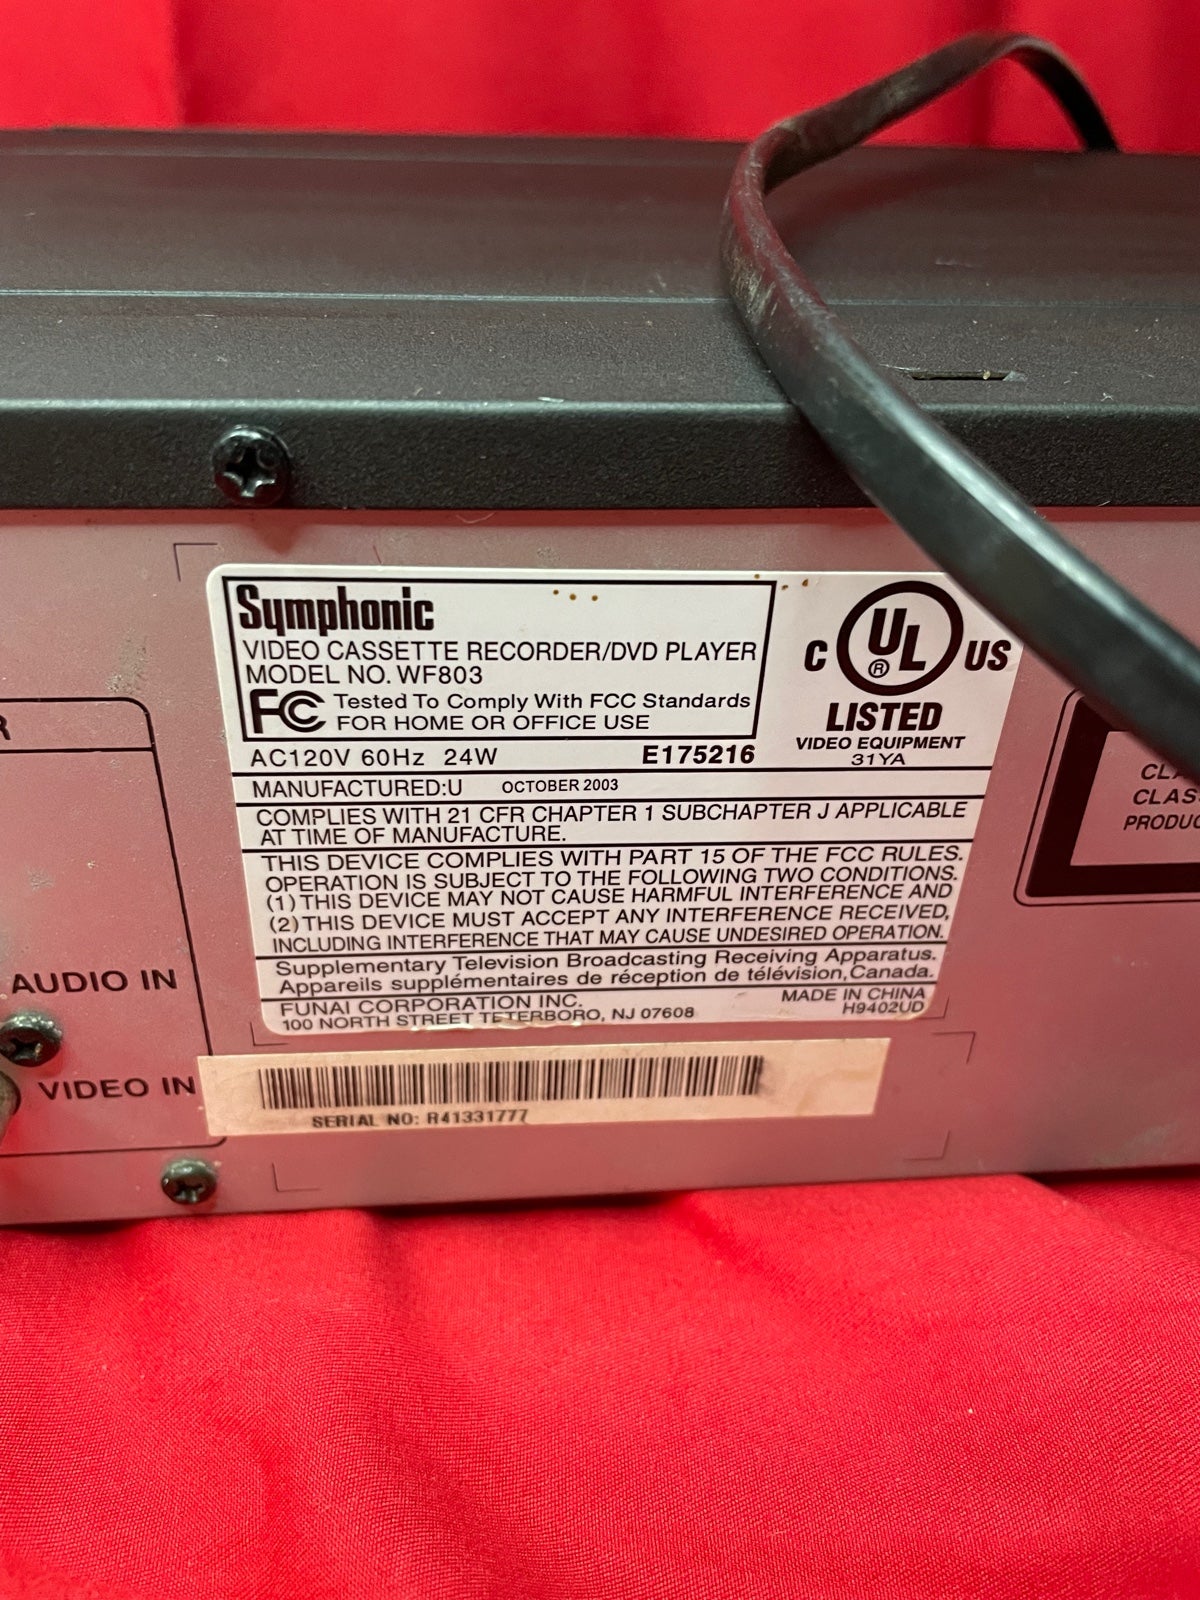 Symphonic
VIDEO CASSETTE RECORDER/DVD PLAYER
MODEL NO. WF803
FC Tested To Comply With FCC Standards
FOR HOME OR OFFICE USE
C UL ® US
LISTED
VIDEO EQUIPMENT
31YA
AC120V 60Hz 24W E175216
MANUFACTURED:U OCTOBER 2003
COMPLIES WITH 21 CFR CHAPTER 1 SUBCHAPTER J APPLICABLE
AT TIME OF MANUFACTURE.
THIS DEVICE COMPLIES WITH PART 15 OF THE FCC RULES.
OPERATION IS SUBJECT TO THE FOLLOWING TWO CONDITIONS.
(1) THIS DEVICE MAY NOT CAUSE HARMFUL INTERFERENCE AND
(2) THIS DEVICE MUST ACCEPT ANY INTERFERENCE RECEIVED,
INCLUDING INTERFERENCE THAT MAY CAUSE UNDESIRED OPERATION.
Supplementary Television Broadcasting Receiving Apparatus.
Appareils supplémentaires de réception de télévision, Canada.
FUNAI CORPORATION INC.
100 NORTH STREET TETERBORO, NJ 07608
MADE IN CHINA
H9402UD
SERIAL NO: R41331777
R
AUDIO IN
VIDEO IN
CLA
CLAS
PRODUC